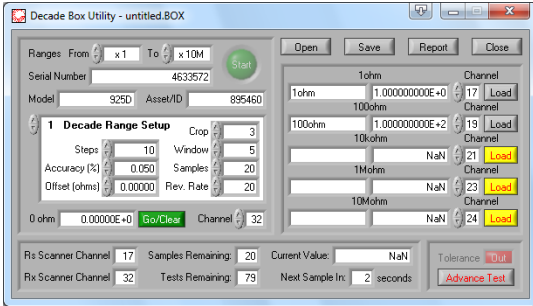 Decade Box Utility - untitled.BOX
Ranges From x 1 To x 10M Start
Serial Number 4633572
Model 925D Asset/ID 895460
1 Decade Range Setup Crop 3
Steps 10 Window 5
Accuracy (%) 0.050 Samples 20
Offset (ohms) 0.00000 Rev. Rate 20
0 ohm 0.00000E+0 Go/Clear Channel 32
Open Save Report Close
1ohm Channel
1ohm 1.000000000E+0 17 Load
100ohm Channel
100ohm 1.000000000E+2 19 Load
10kohm Channel
NaN 21 Load
1Mohm Channel
NaN 23 Load
10Mohm Channel
NaN 24 Load
Rs Scanner Channel 17 Samples Remaining: 20 Current Value: NaN
Rx Scanner Channel 32 Tests Remaining: 79 Next Sample In: 2 seconds
Tolerance Out
Advance Test